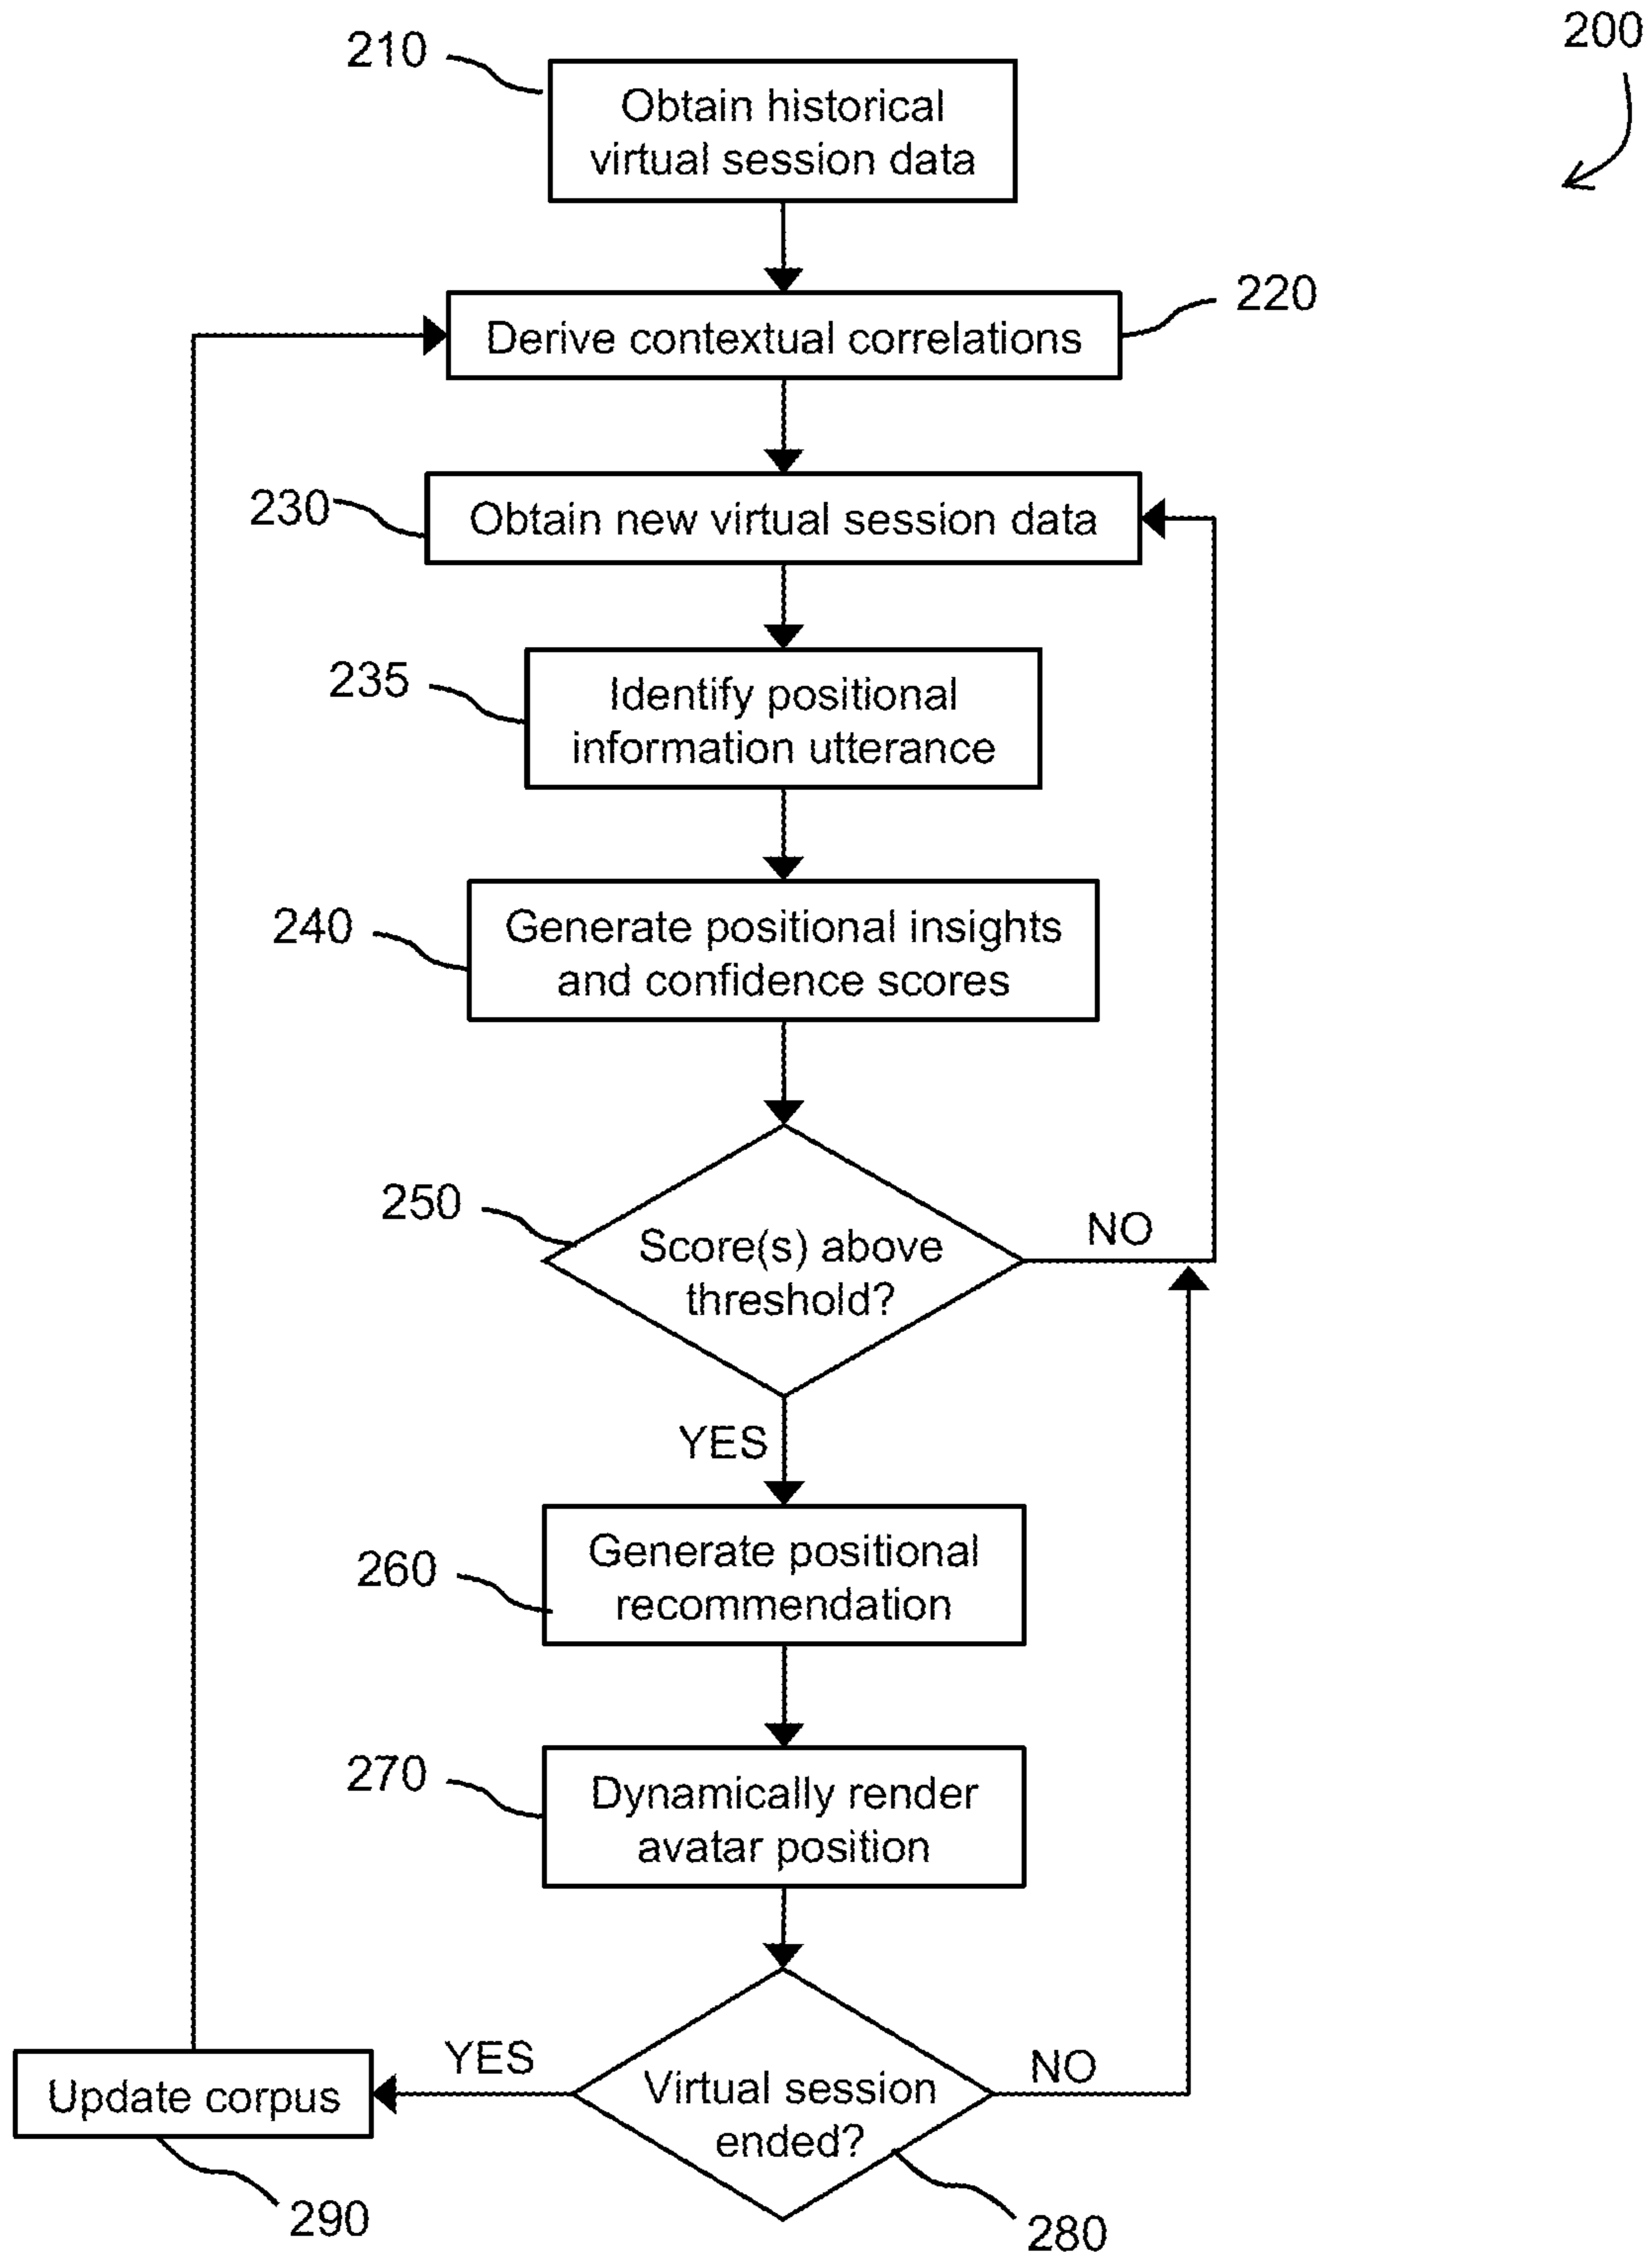 200
210
Obtain historical
virtual session data
220
Derive contextual correlations
230
Obtain new virtual session data
235
Identify positional
information utterance
240
Generate positional insights
and confidence scores
250
Score(s) above
threshold?
NO
YES
260
Generate positional
recommendation
270
Dynamically render
avatar position
YES
NO
Update corpus
Virtual session
ended?
290
280